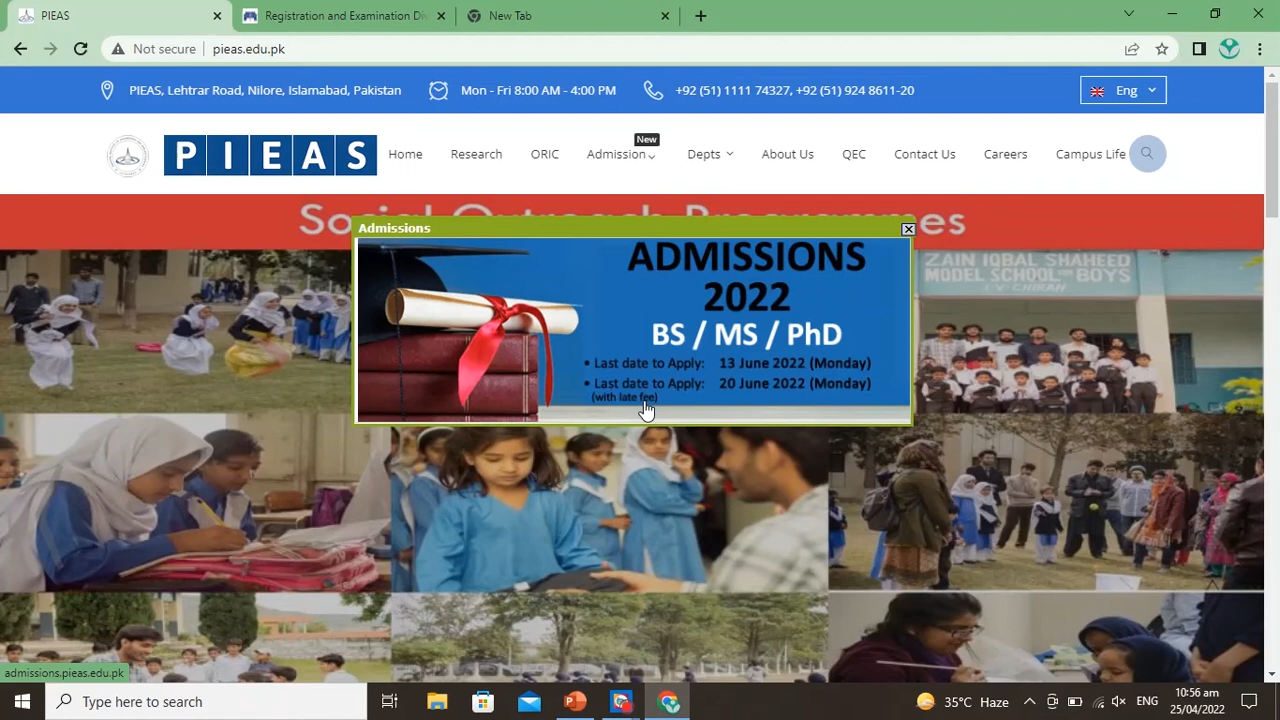 PIEAS
Registration and Examination Div
New Tab
Not secure
pieas.edu.pk
PIEAS, Lehtrar Road, Nilore, Islamabad, Pakistan
Mon - Fri 8:00 AM - 4:00 PM
+92 (51) 1111 74327, +92 (51) 924 8611-20
Eng
PIEAS
Home
Research
ORIC
Admission
New
Depts
About Us
QEC
Contact Us
Careers
Campus Life
Social Outreach Programmes
Admissions
ADMISSIONS
2022
BS / MS / PhD
• Last date to Apply: 13 June 2022 (Monday)
• Last date to Apply: 20 June 2022 (Monday)
(with late fee)
ZAIN IQBAL SHAHEED
MODEL SCHOOL FOR BOYS
admissions.pieas.edu.pk
Type here to search
35°C Haze
ENG
10:56 am
25/04/2022